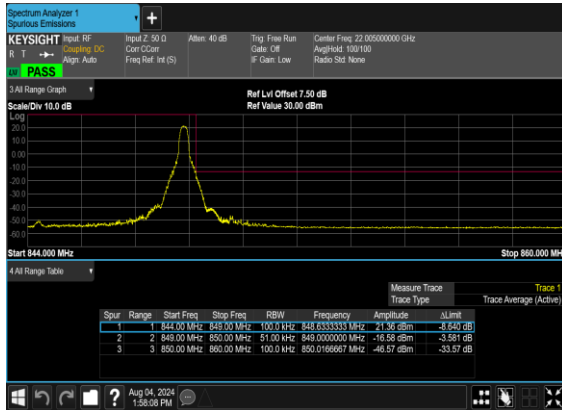 Spectrum Analyzer 1
Spurious Emissions
+
KEYSIGHT Input: RF Input Z: 50 Ω Atten: 40 dB Trig: Free Run Center Freq: 22.005000000 GHz
R T Coupling: DC Corr CCorr Gate: Off Avg|Hold: 100/100
Align: Auto Freq Ref: Int (S) IF Gain: Low Radio Std: None
PASS
3 All Range Graph
Ref Lvl Offset 7.50 dB
Scale/Div 10.0 dB Ref Value 30.00 dBm
Log
20.0
10.0
0.00
-10.0
-20.0
-30.0
-40.0
-50.0
-60.0
Start 844.000 MHz Stop 860.000 MHz
4 All Range Table
Measure Trace Trace 1
Trace Type Trace Average (Active)
Spur Range Start Freq Stop Freq RBW Frequency Amplitude ΔLimit
1 1 844.00 MHz 849.00 MHz 100.0 kHz 848.6333333 MHz 21.36 dBm -8.640 dB
2 2 849.00 MHz 850.00 MHz 51.00 kHz 849.0000000 MHz -16.58 dBm -3.581 dB
3 3 850.00 MHz 860.00 MHz 100.0 kHz 850.0166667 MHz -46.57 dBm -33.57 dB
? Aug 04, 2024
1:58:08 PM